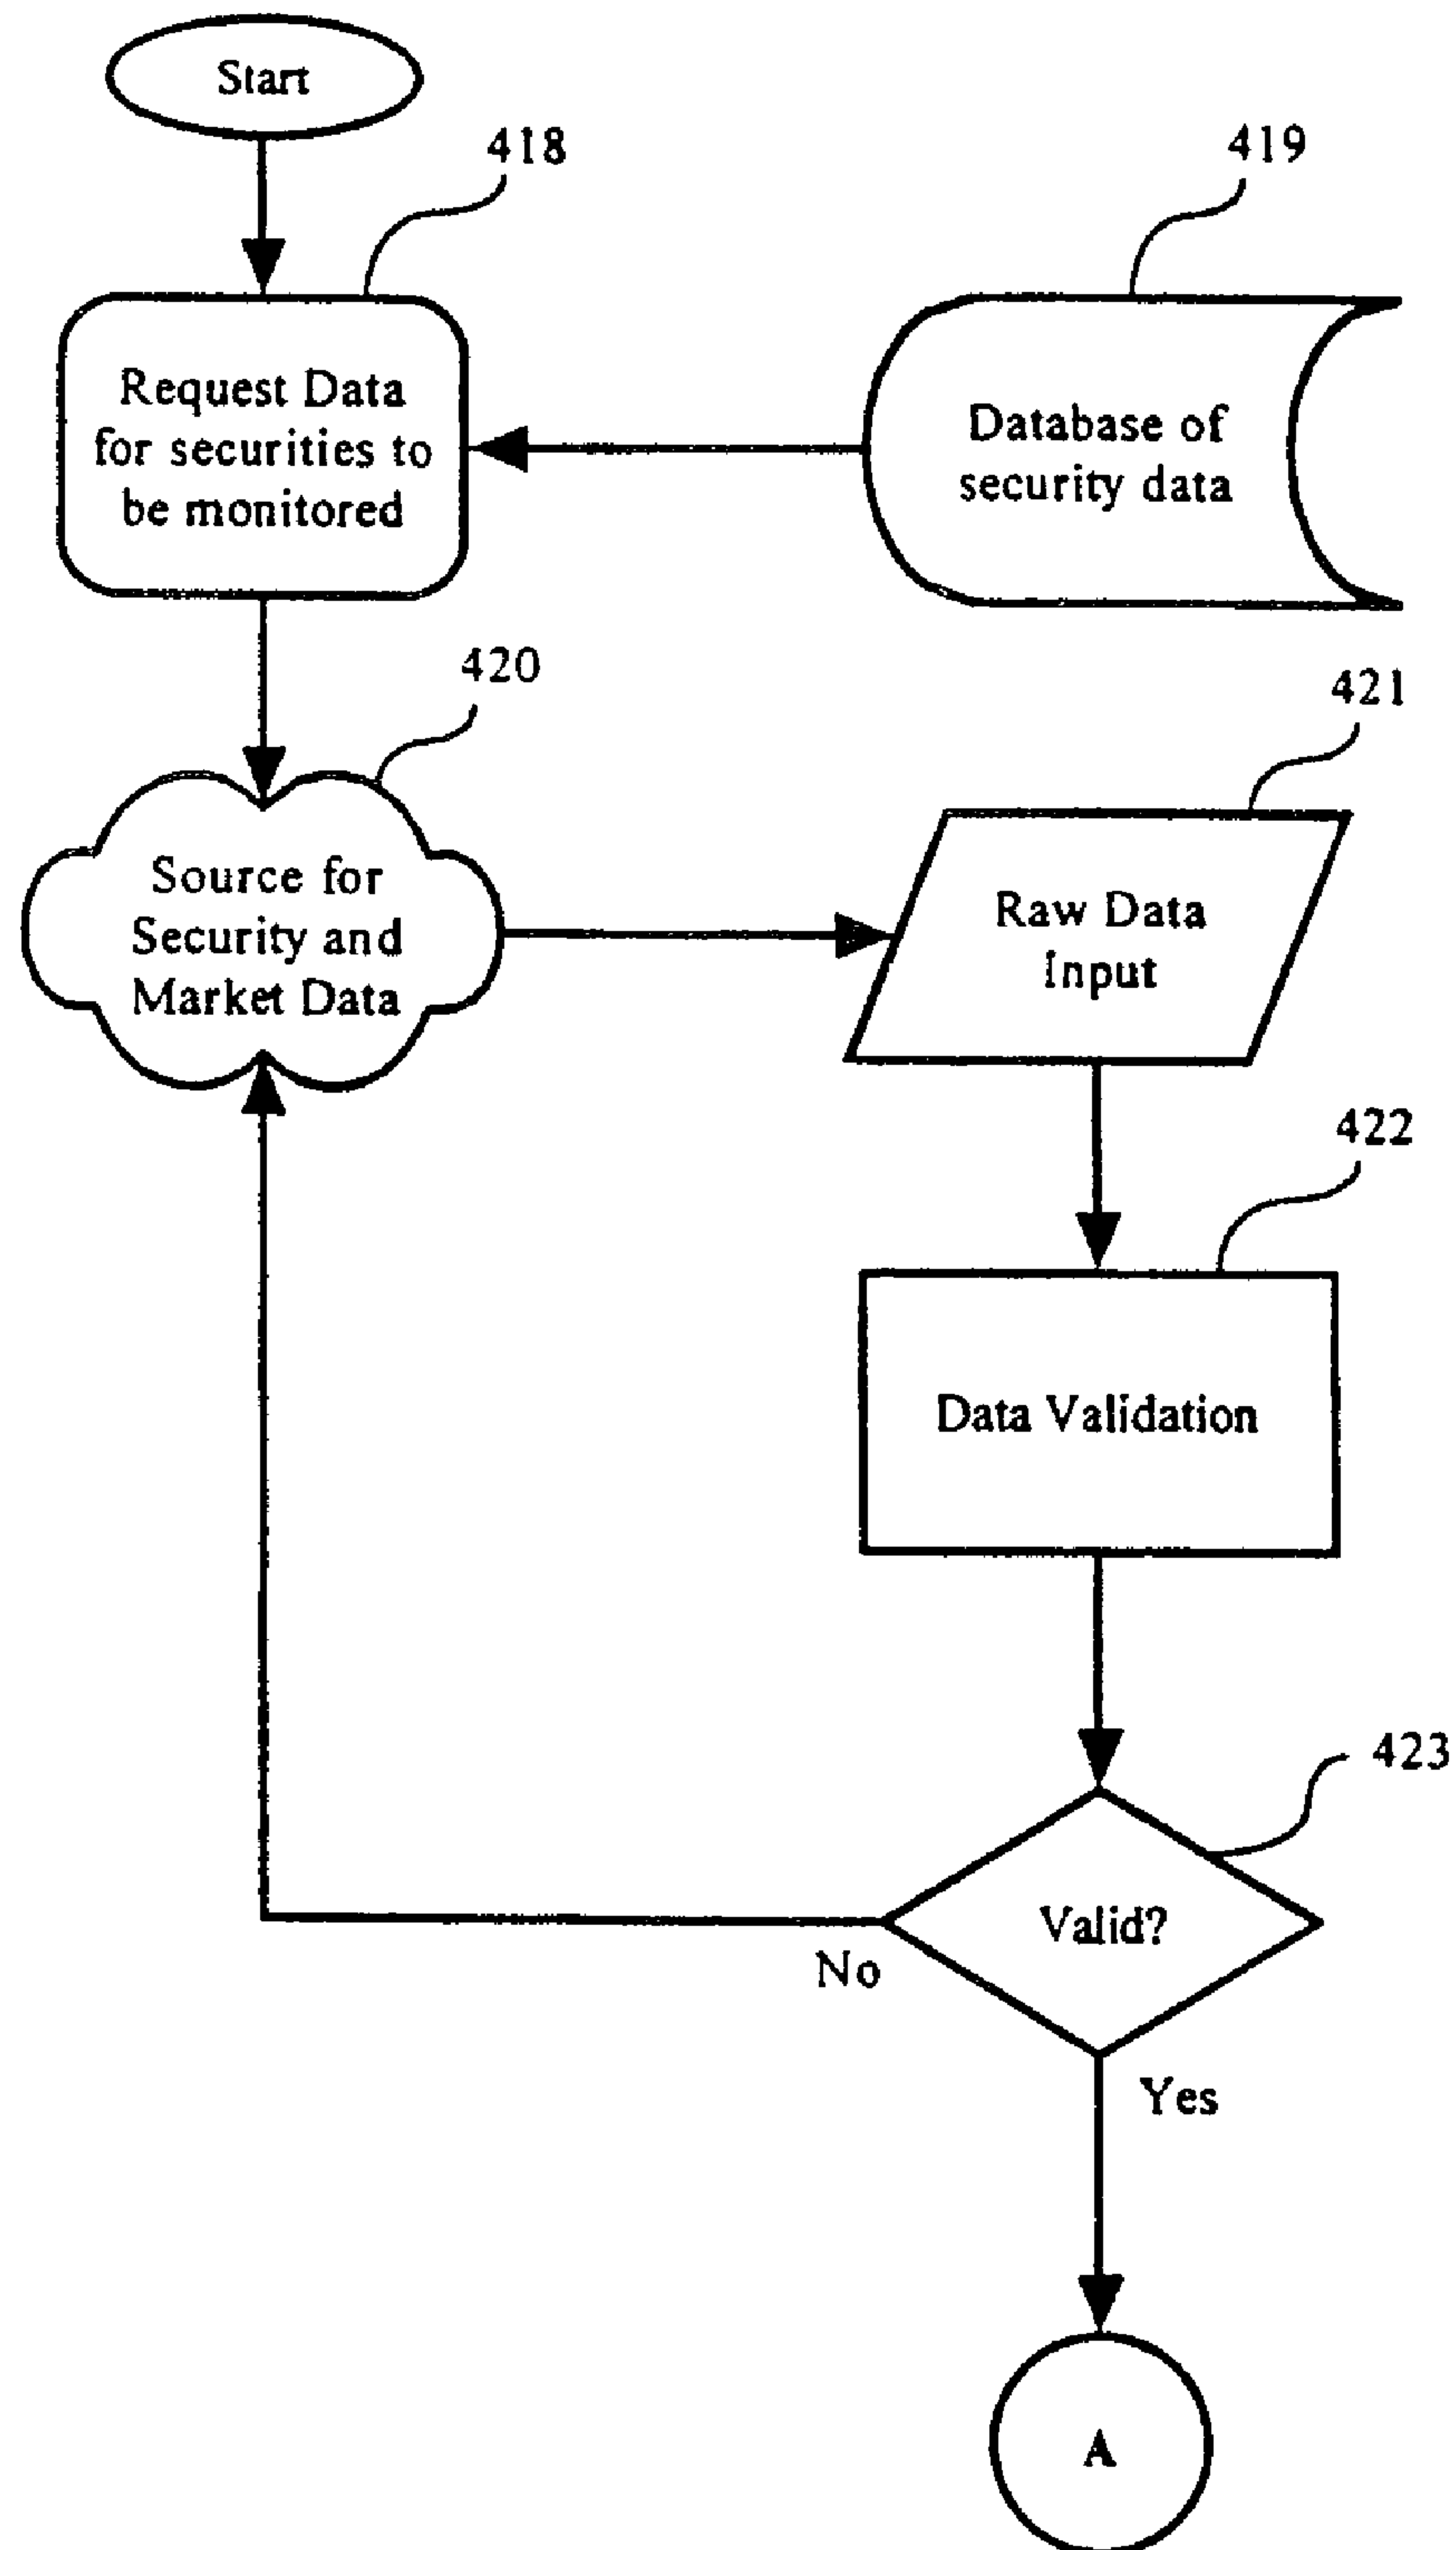 Start
418
419
Request Data
for securities to
be monitored
Database of
security data
420
421
Source for
Security and
Market Data
Raw Data
Input
422
Data Validation
423
Valid?
No
Yes
A